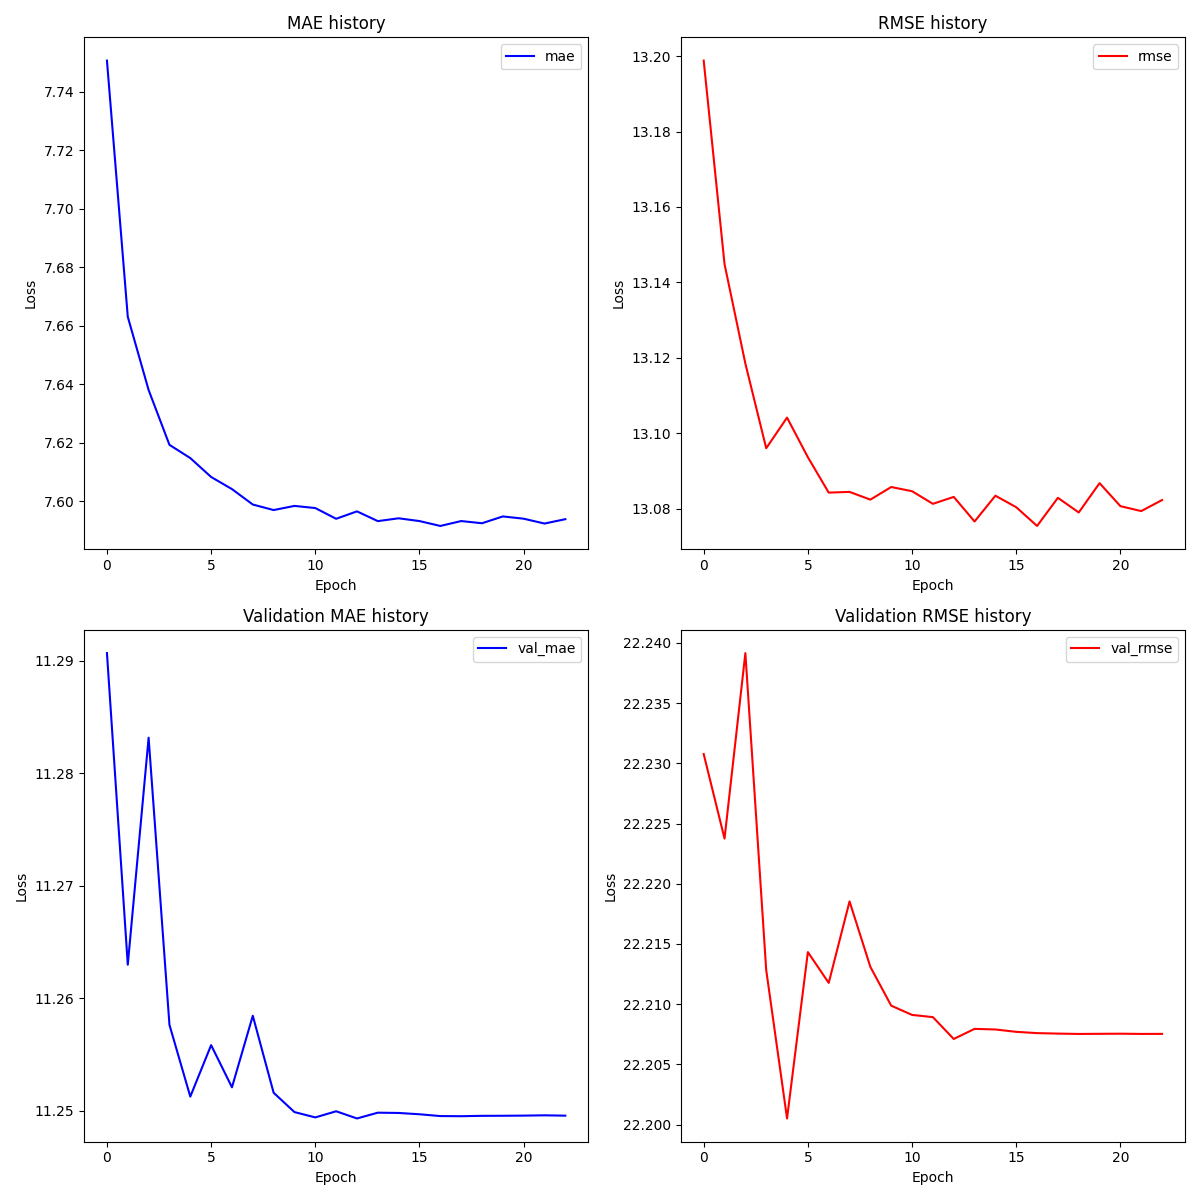 MAE history
mae
7.74
7.72
7.70
7.68
7.66
7.64
7.62
7.60
Loss
0 5 10 15 20
Epoch
RMSE history
rmse
13.20
13.18
13.16
13.14
13.12
13.10
13.08
Loss
0 5 10 15 20
Epoch
Validation MAE history
val_mae
11.29
11.28
11.27
11.26
11.25
Loss
0 5 10 15 20
Epoch
Validation RMSE history
val_rmse
22.240
22.235
22.230
22.225
22.220
22.215
22.210
22.205
22.200
Loss
0 5 10 15 20
Epoch